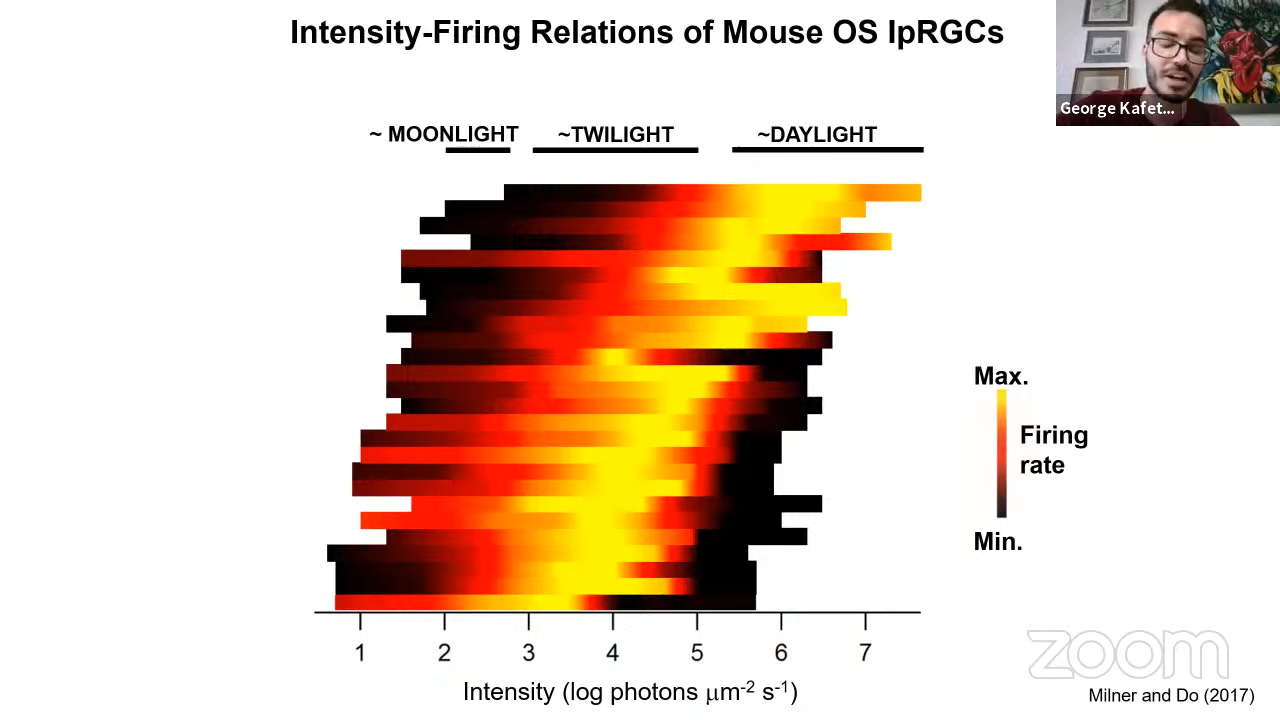 Intensity-Firing Relations of Mouse OS IpRGCs
George Kafet...
~ MOONLIGHT
~TWILIGHT
~DAYLIGHT
Max.
Firing
rate
Min.
1 2 3 4 5 6 7
Intensity (log photons μm-2 s-1)
zoom
Milner and Do (2017)